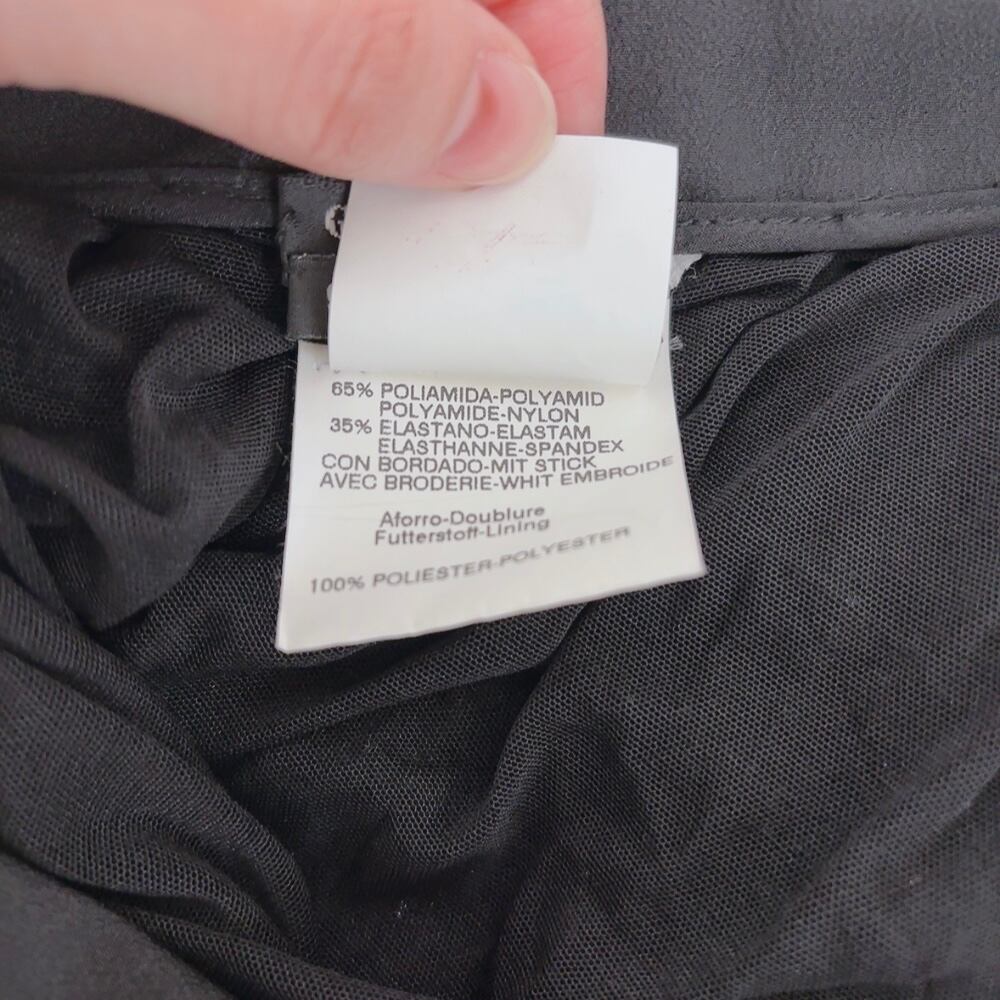 65% POLIAMIDA-POLYAMID
POLYAMIDE-NYLON
35% ELASTANO-ELASTAM
ELASTHANNE-SPANDEX
CON BORDADO-MIT STICK
AVEC BRODERIE-WHIT EMBROIDE
Aforro-Doublure
Futterstoff-Lining
100% POLIESTER-POLYESTER